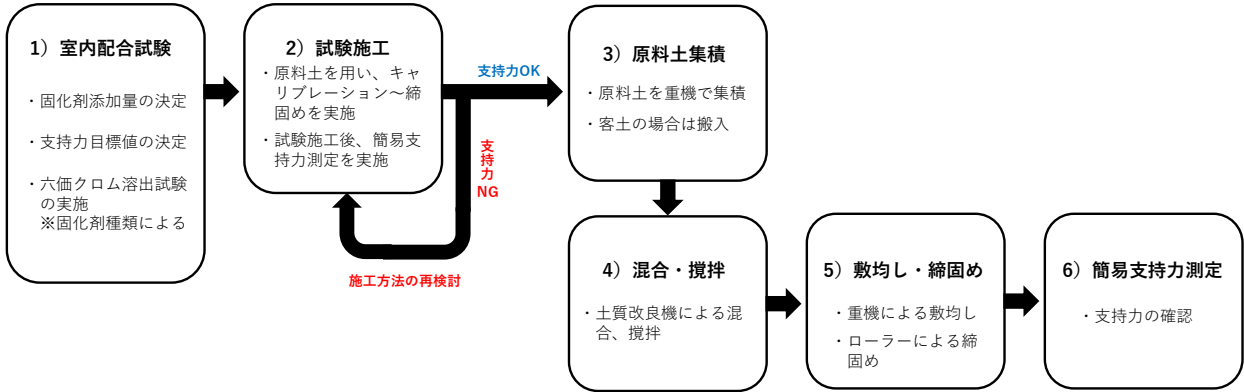 1）室内配合試験
・固化剤添加量の決定
・支持力目標値の決定
・六価クロム溶出試験
の実施
※固化剤種類による
2）試験施工
・原料土を用い、キャ
リブレーション～締
固めを実施
・試験施工後、簡易支
持力測定を実施
支持力OK
支持力
NG
施工方法の再検討
3）原料土集積
・原料土を重機で集積
・客土の場合は搬入
4）混合・撹拌
・土質改良機による混
合、撹拌
5）敷均し・締固め
・重機による敷均し
・ローラーによる締
固め
6）簡易支持力測定
・支持力の確認